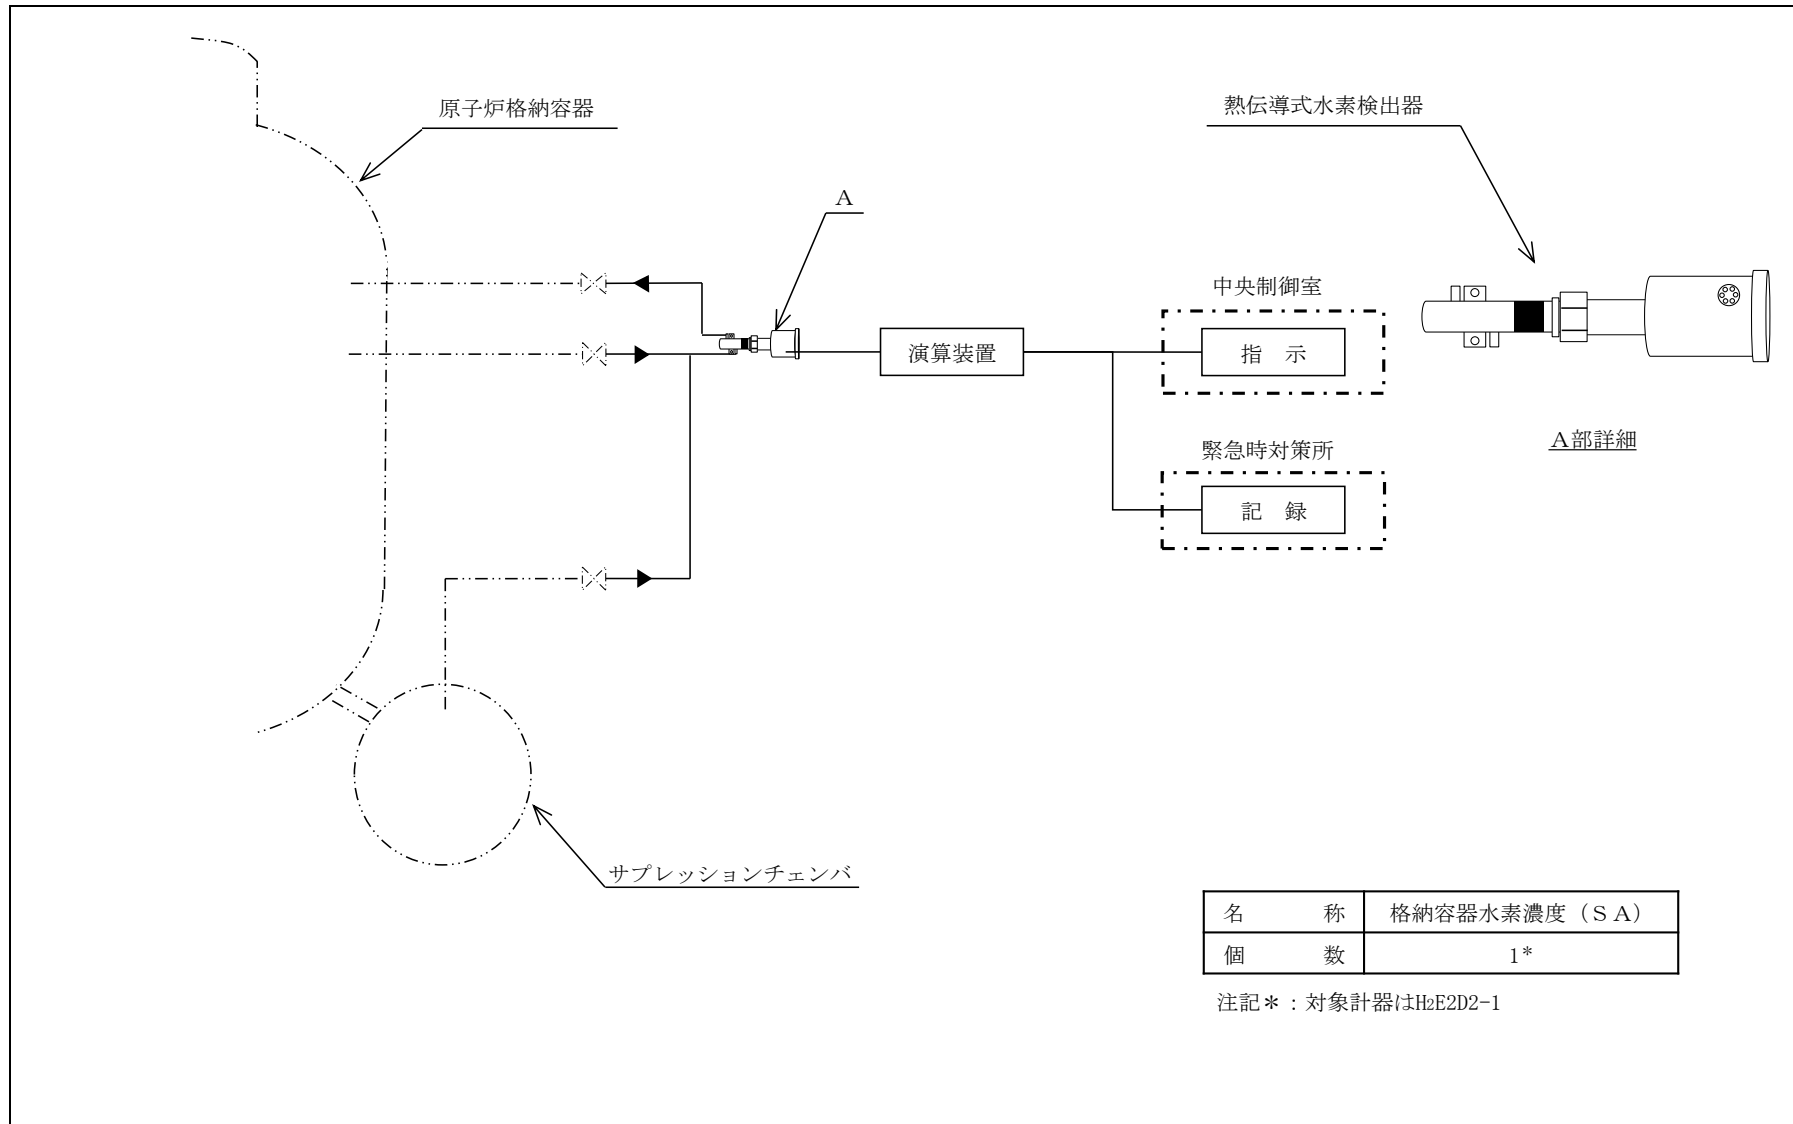 原子炉格納容器
熱伝導式水素検出器
A
中央制御室
演算装置
指　示
A部詳細
緊急時対策所
記　録
サプレッションチェンバ
名　称　格納容器水素濃度（ＳＡ）
個　数　1*
注記＊：対象計器はH2E2D2-1